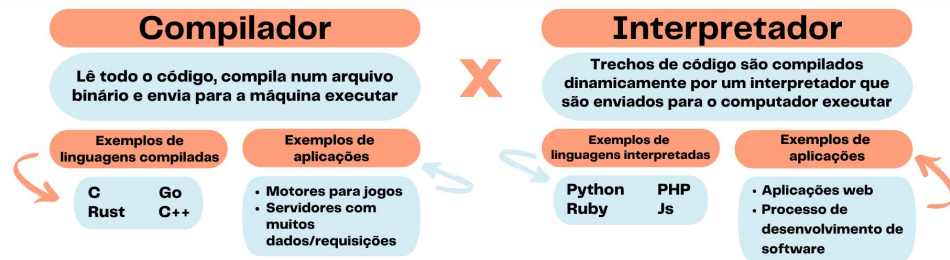 Compilador
Lê todo o código, compila num arquivo
binário e envia para a máquina executar
Exemplos de
linguagens compiladas
C Go
Rust C++
Exemplos de
aplicações
• Motores para jogos
• Servidores com
muitos
dados/requisições
X
Interpretador
Trechos de código são compilados
dinamicamente por um interpretador que
são enviados para o computador executar
Exemplos de
linguagens interpretadas
Python PHP
Ruby Js
Exemplos de
aplicações
• Aplicações web
• Processo de
desenvolvimento de
software